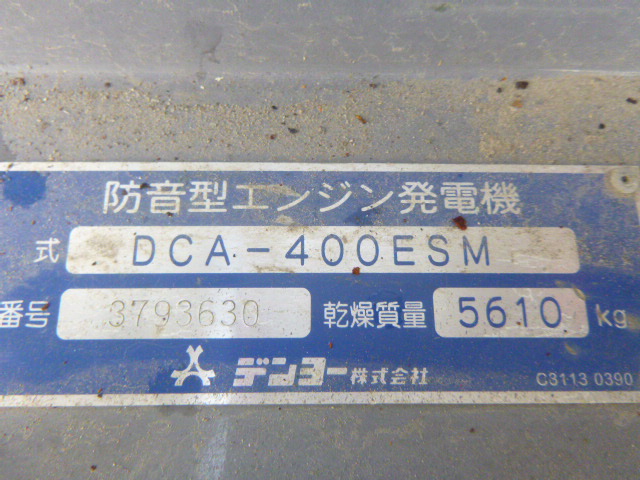 防音型エンジン発電機
式 DCA-400ESM
番号 3793630 乾燥質量 5610 kg
デンヨー株式会社 C3113 0390